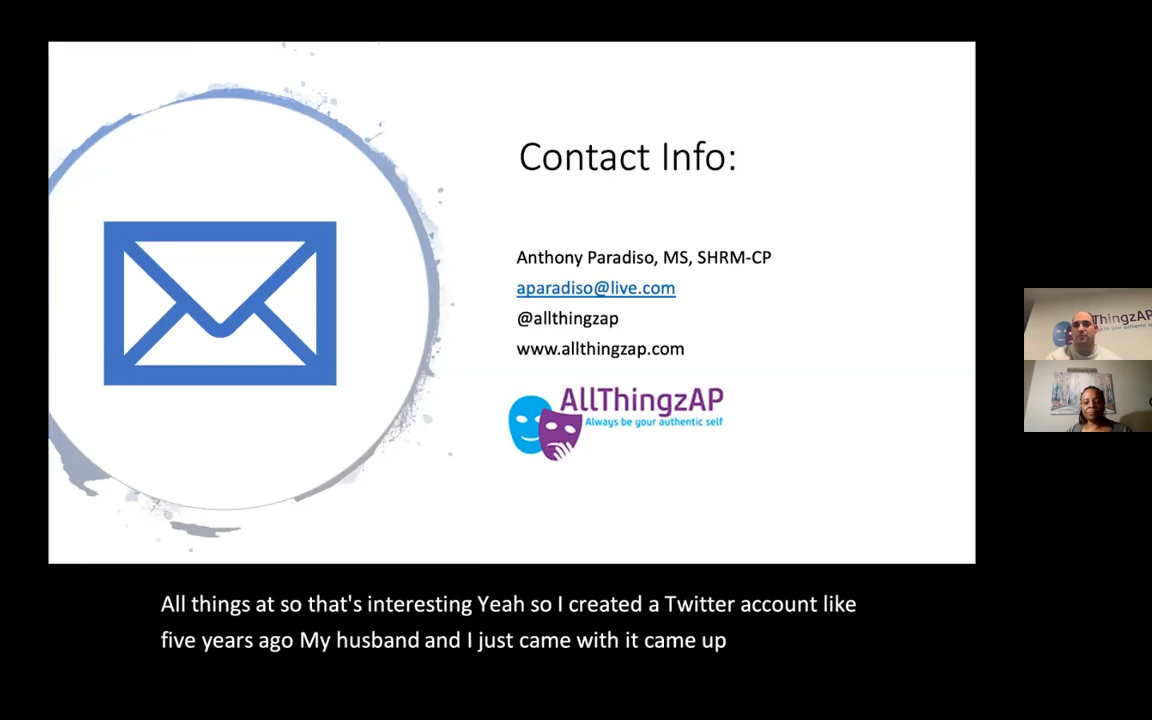 Contact Info:
Anthony Paradiso, MS, SHRM-CP
aparadiso@live.com
@allthingzap
www.allthingzap.com
AllThingzAP
Always be your authentic self
ThingzAP
All things at so that's interesting Yeah so I created a Twitter account like
five years ago My husband and I just came with it came up